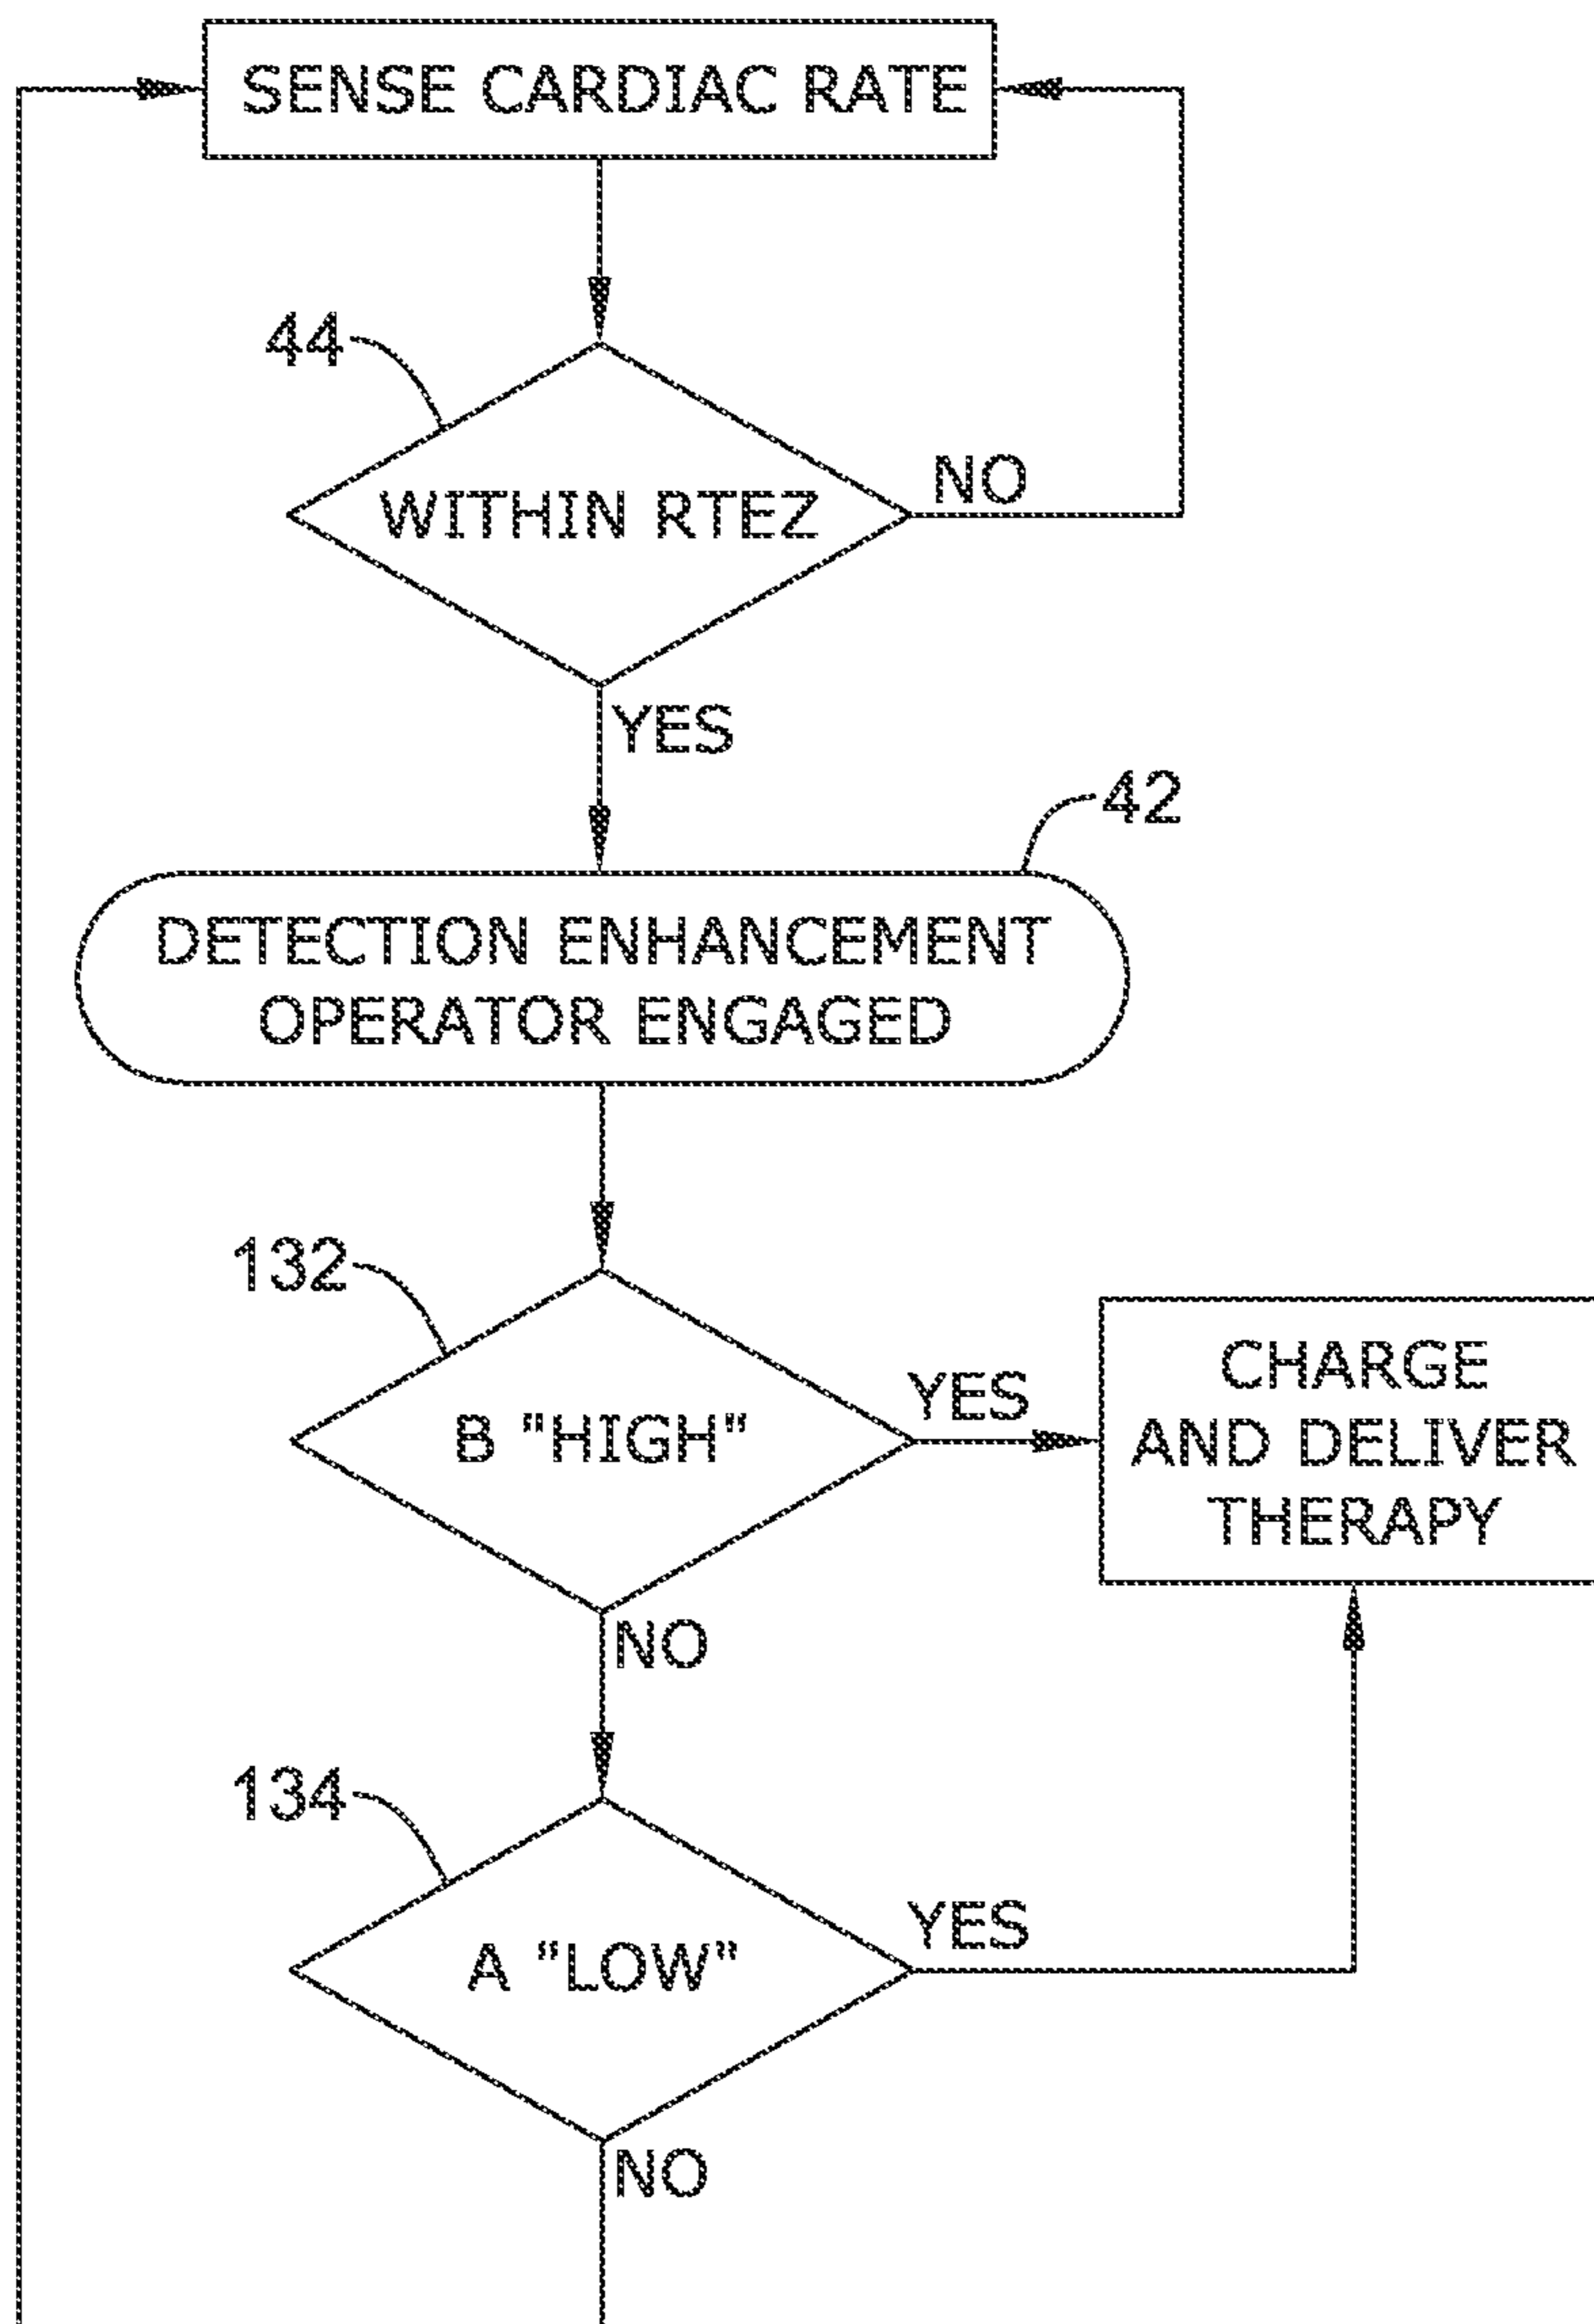 SENSE CARDIAC RATE
44
WITHIN RTEZ
NO
YES
42
DETECTION ENHANCEMENT
OPERATOR ENGAGED
132
B "HIGH"
YES
CHARGE
AND DELIVER
THERAPY
NO
134
A "LOW"
YES
NO